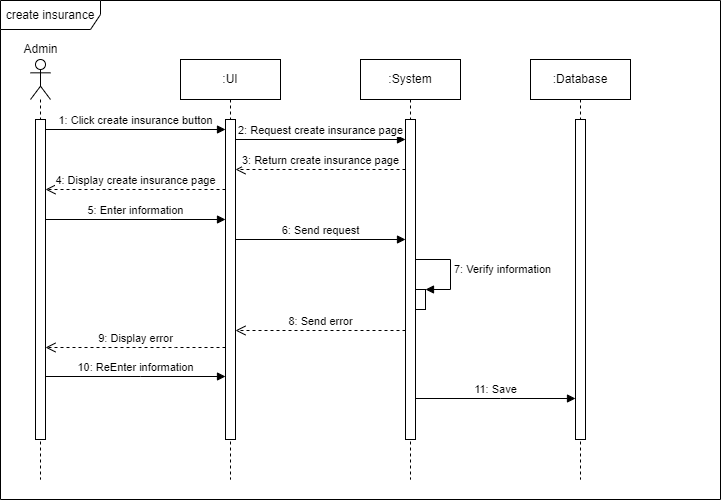 create insurance
Admin
:UI
:System
:Database
1: Click create insurance button
2: Request create insurance page
3: Return create insurance page
4: Display create insurance page
5: Enter information
6: Send request
7: Verify information
8: Send error
9: Display error
10: ReEnter information
11: Save